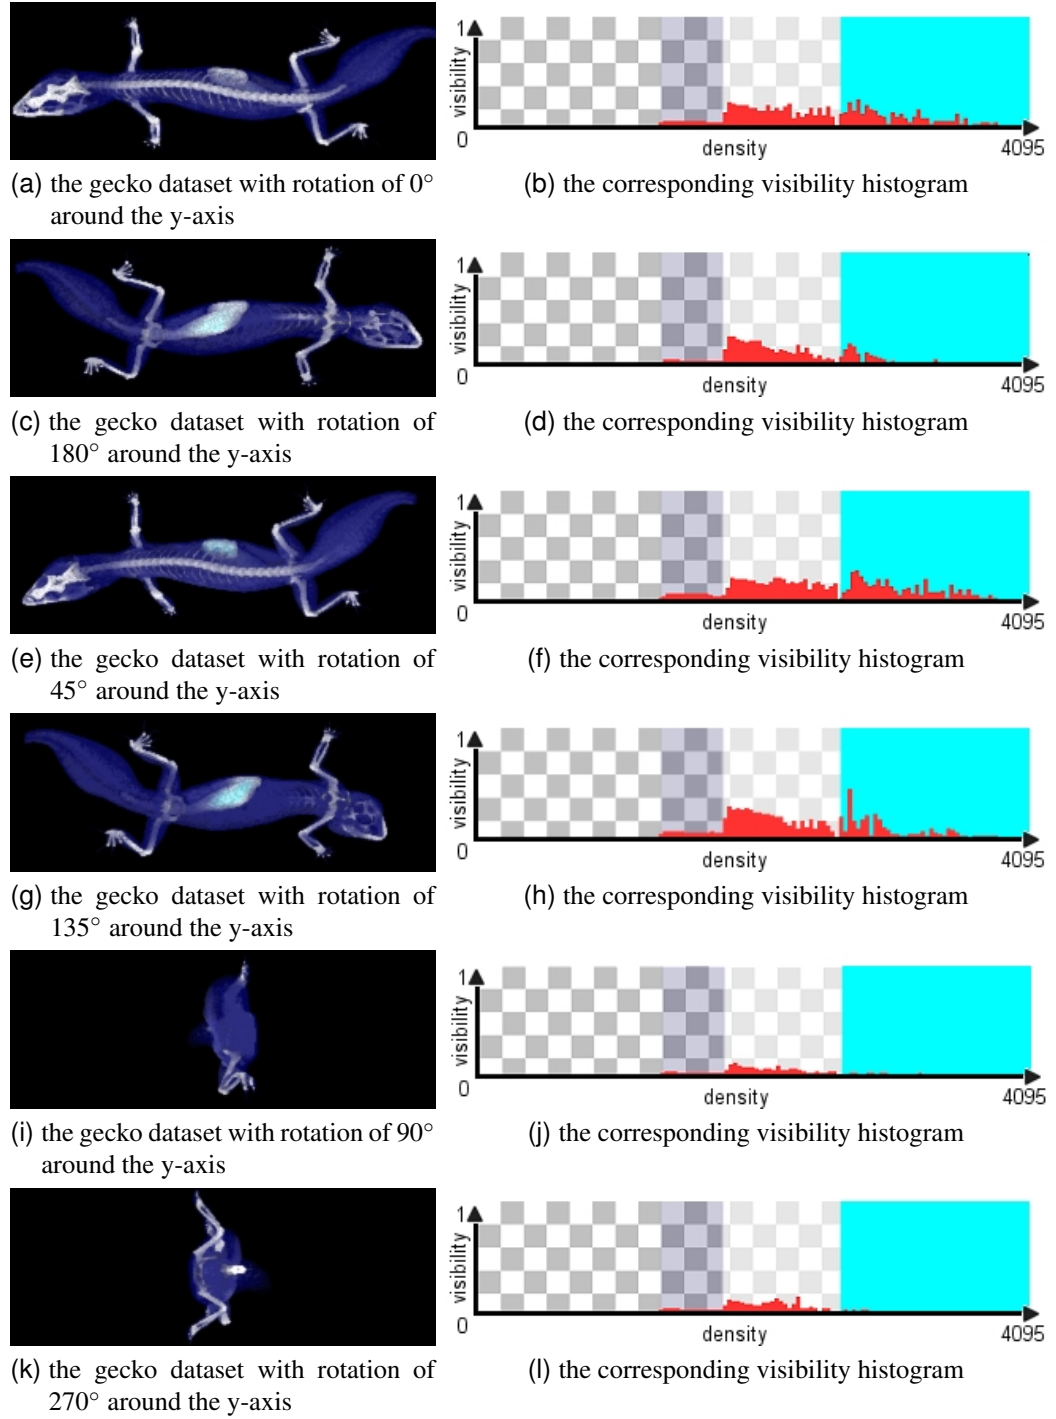 1
visibility
0
density
4095
(a) the gecko dataset with rotation of 0°
around the y-axis
(b) the corresponding visibility histogram
1
visibility
0
density
4095
(c) the gecko dataset with rotation of
180° around the y-axis
(d) the corresponding visibility histogram
1
visibility
0
density
4095
(e) the gecko dataset with rotation of
45° around the y-axis
(f) the corresponding visibility histogram
1
visibility
0
density
4095
(g) the gecko dataset with rotation of
135° around the y-axis
(h) the corresponding visibility histogram
1
visibility
0
density
4095
(i) the gecko dataset with rotation of 90°
around the y-axis
(j) the corresponding visibility histogram
1
visibility
0
density
4095
(k) the gecko dataset with rotation of
270° around the y-axis
(l) the corresponding visibility histogram